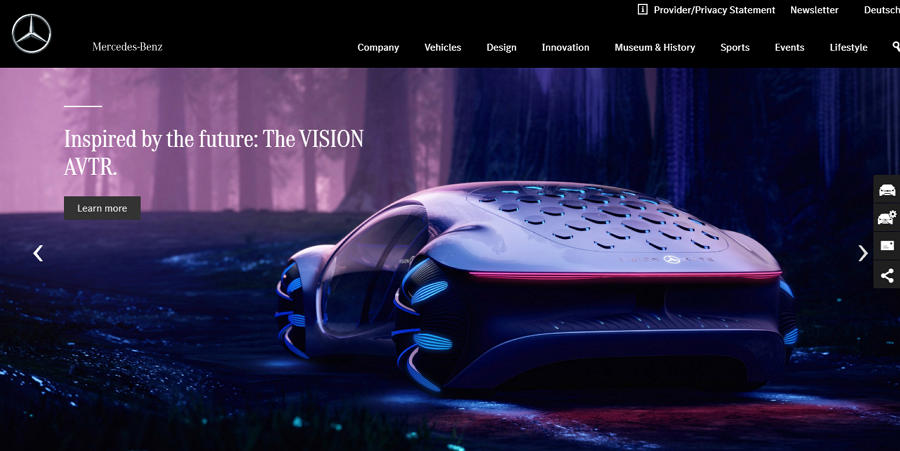 Provider/Privacy Statement Newsletter Deutsch
Mercedes-Benz
Company Vehicles Design Innovation Museum & History Sports Events Lifestyle
Inspired by the future: The VISION
AVTR.
Learn more